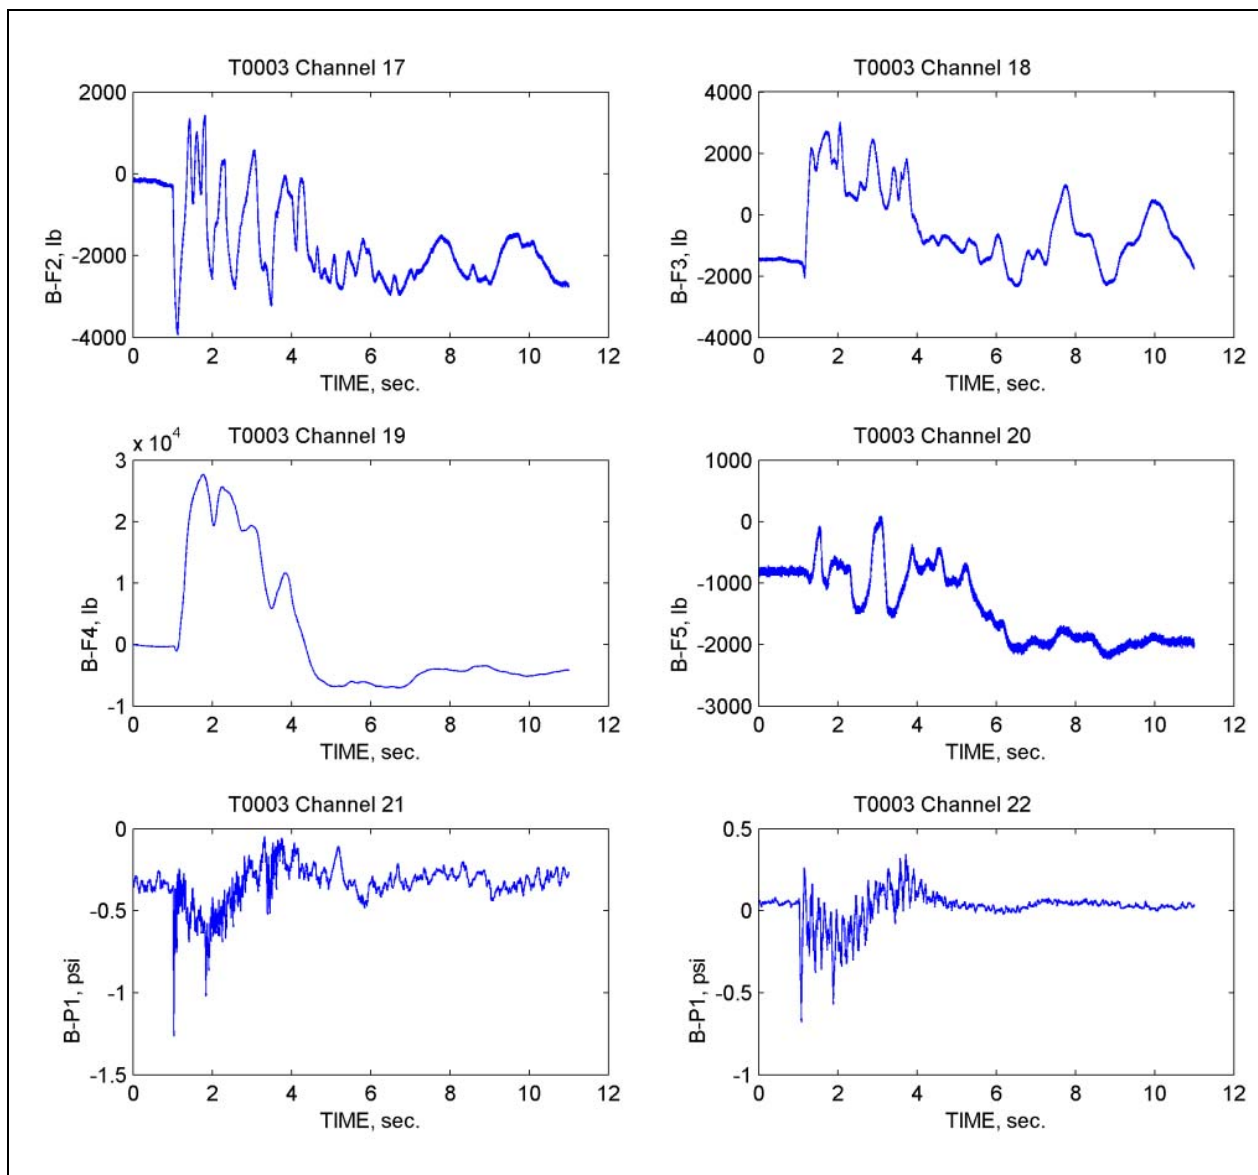 T0003 Channel 17
2000
0
-2000
-4000
B-F2, lb
0 2 4 6 8 10 12
TIME, sec.
T0003 Channel 18
4000
2000
0
-2000
-4000
B-F3, lb
0 2 4 6 8 10 12
TIME, sec.
T0003 Channel 19
x 10^4
3
2
1
0
-1
B-F4, lb
0 2 4 6 8 10 12
TIME, sec.
T0003 Channel 20
1000
0
-1000
-2000
-3000
B-F5, lb
0 2 4 6 8 10 12
TIME, sec.
T0003 Channel 21
0
-0.5
-1
-1.5
B-P1, psi
0 2 4 6 8 10 12
TIME, sec.
T0003 Channel 22
0.5
0
-0.5
-1
B-P1, psi
0 2 4 6 8 10 12
TIME, sec.